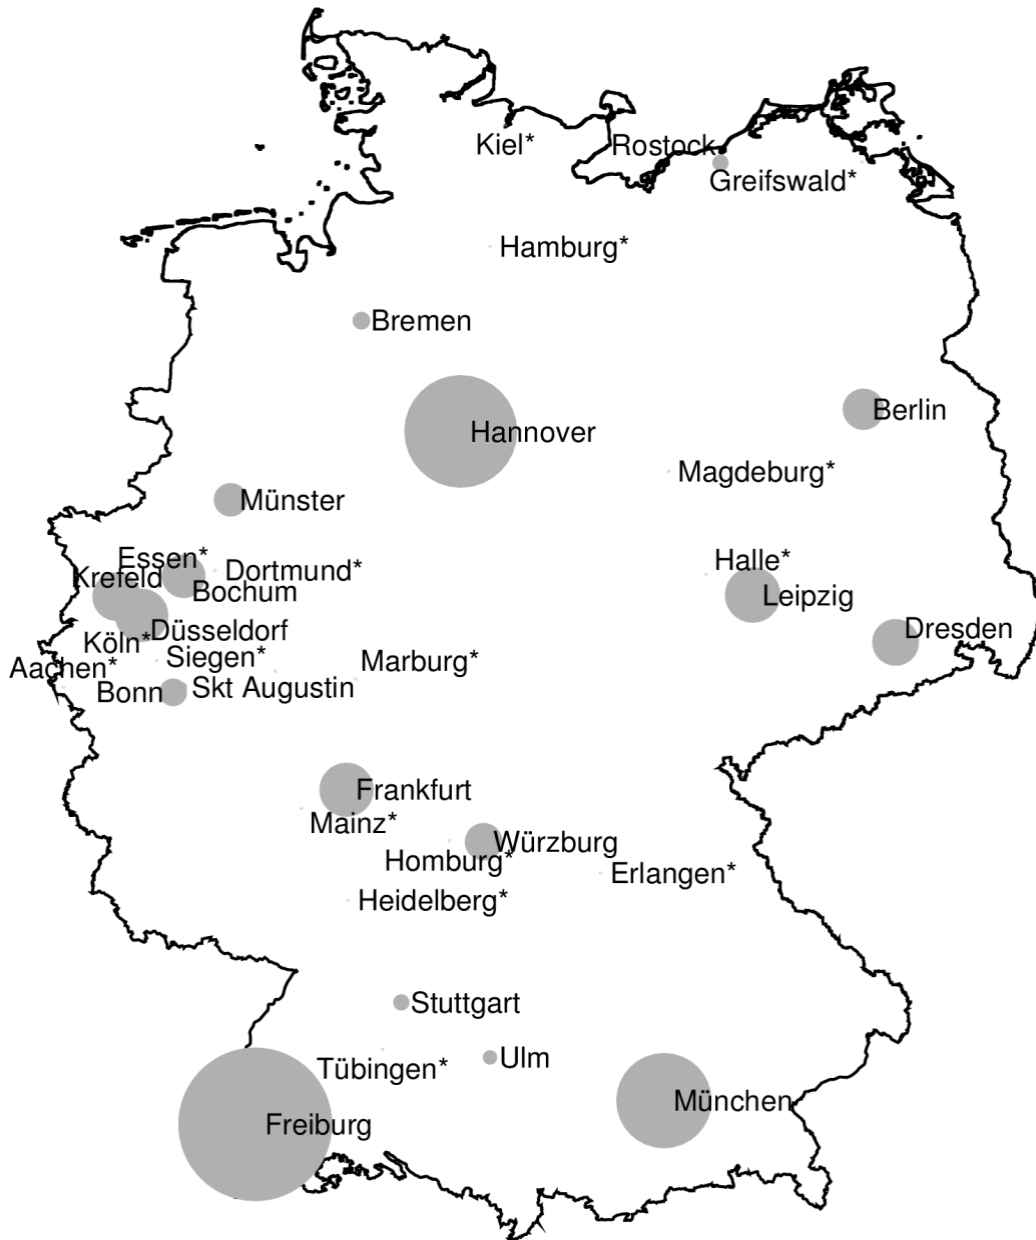 Kiel*
Rostock
Greifswald*
Hamburg*
Bremen
Berlin
Hannover
Magdeburg*
Münster
Essen*
Halle*
Dortmund*
Krefeld
Bochum
Leipzig
Düsseldorf
Dresden
Köln*
Siegen*
Marburg*
Aachen*
Skt Augustin
Bonn
Frankfurt
Mainz*
Würzburg
Homburg*
Erlangen*
Heidelberg*
Stuttgart
Ulm
Tübingen*
München
Freiburg